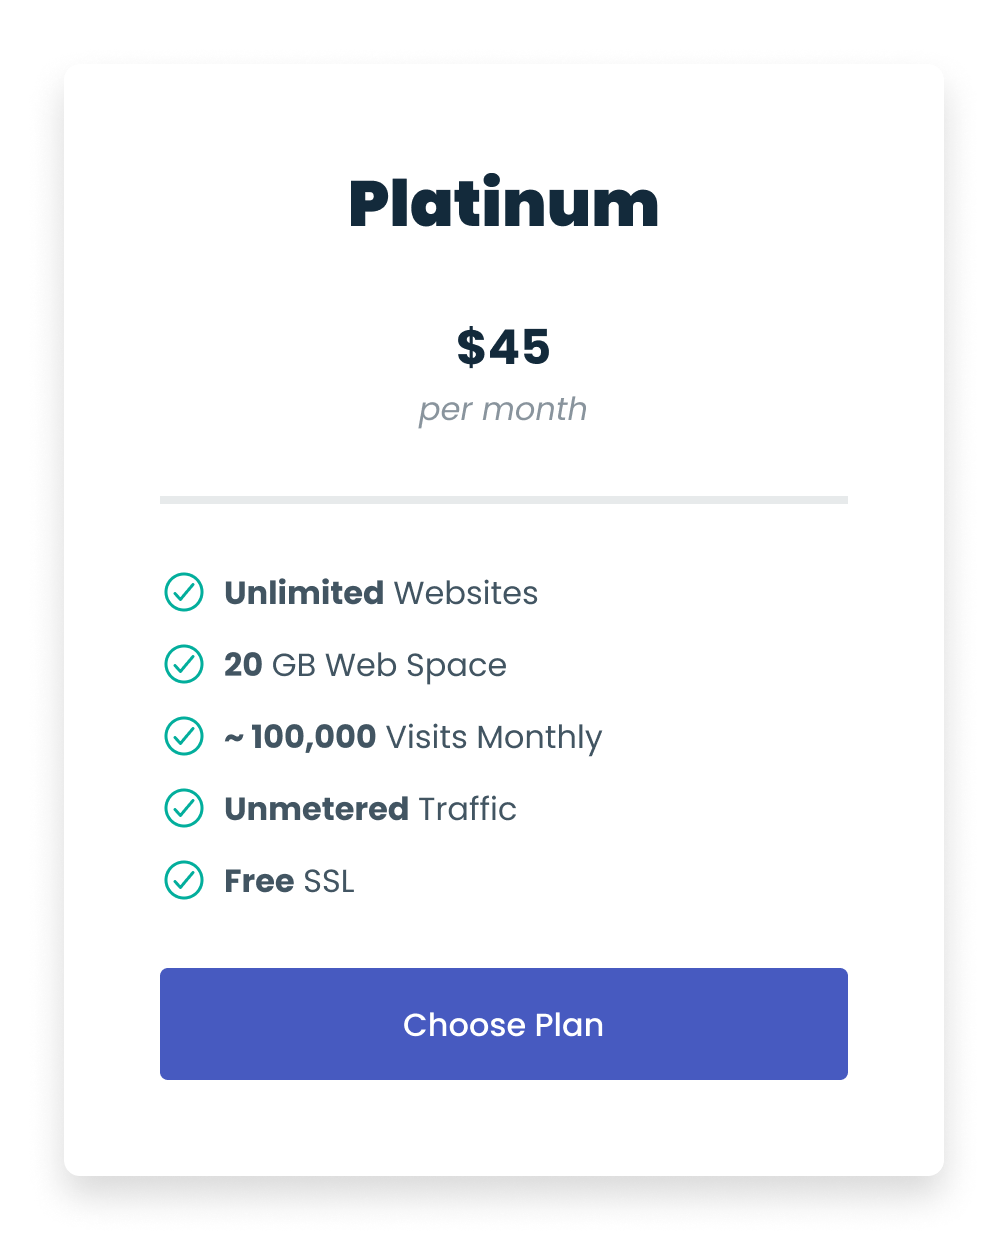 Platinum
$45
per month
Unlimited Websites
20 GB Web Space
~ 100,000 Visits Monthly
Unmetered Traffic
Free SSL
Choose Plan